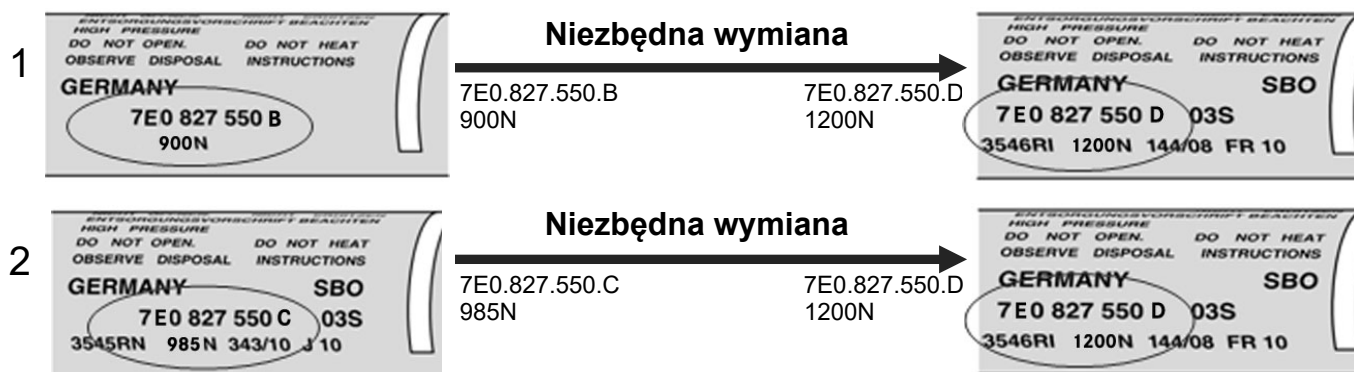 1
ENTSORGUNGSVORSCHRIFT BEACHTEN
HIGH PRESSURE
DO NOT OPEN. DO NOT HEAT
OBSERVE DISPOSAL INSTRUCTIONS
GERMANY
7E0 827 550 B
900N
Niezbędna wymiana
7E0.827.550.B 7E0.827.550.D
900N 1200N
ENTSORGUNGSVORSCHRIFT BEACHTEN
HIGH PRESSURE
DO NOT OPEN. DO NOT HEAT
OBSERVE DISPOSAL INSTRUCTIONS
GERMANY SBO
7E0 827 550 D 03S
3546RI 1200N 144/08 FR 10
2
ENTSORGUNGSVORSCHRIFT BEACHTEN
HIGH PRESSURE
DO NOT OPEN. DO NOT HEAT
OBSERVE DISPOSAL INSTRUCTIONS
GERMANY SBO
7E0 827 550 C 03S
3545RN 985N 343/10 J 10
Niezbędna wymiana
7E0.827.550.C 7E0.827.550.D
985N 1200N
ENTSORGUNGSVORSCHRIFT BEACHTEN
HIGH PRESSURE
DO NOT OPEN. DO NOT HEAT
OBSERVE DISPOSAL INSTRUCTIONS
GERMANY SBO
7E0 827 550 D 03S
3546RI 1200N 144/08 FR 10